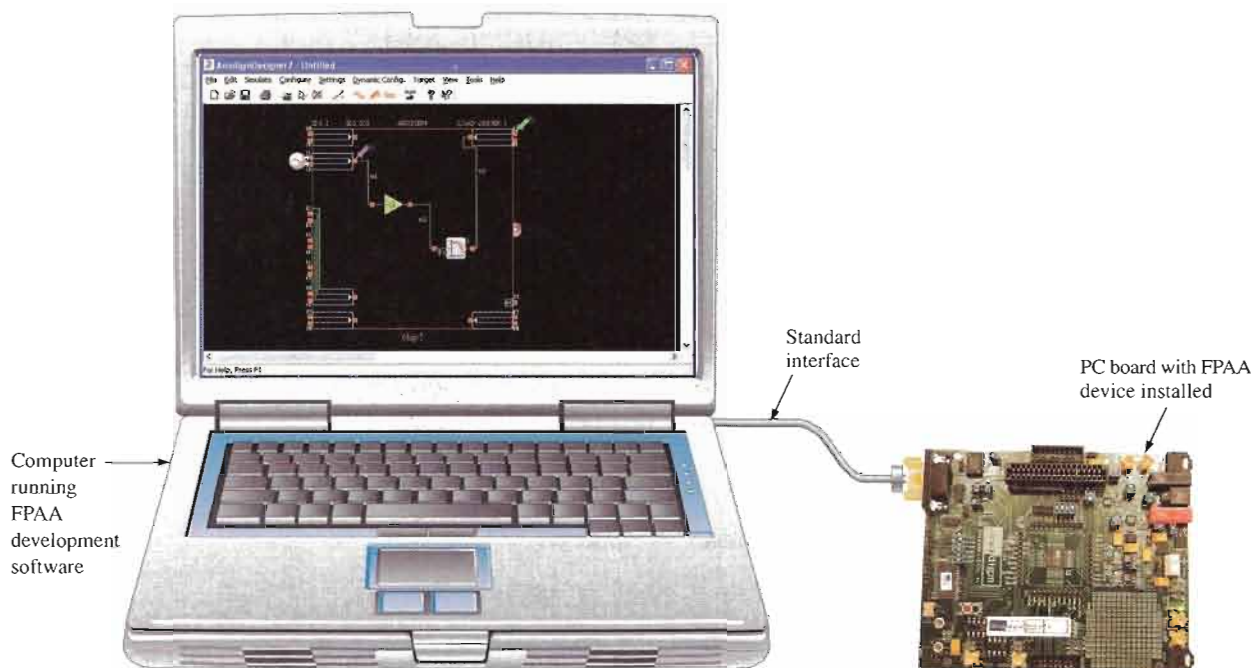 AnadigmDesigner2 - Untitled
File Edit Simulate Configure Settings Dynamic Config. Target View Tools Help
For Help, Press F1
Standard
interface
PC board with FPAA
device installed
Computer
running
FPAA
development
software